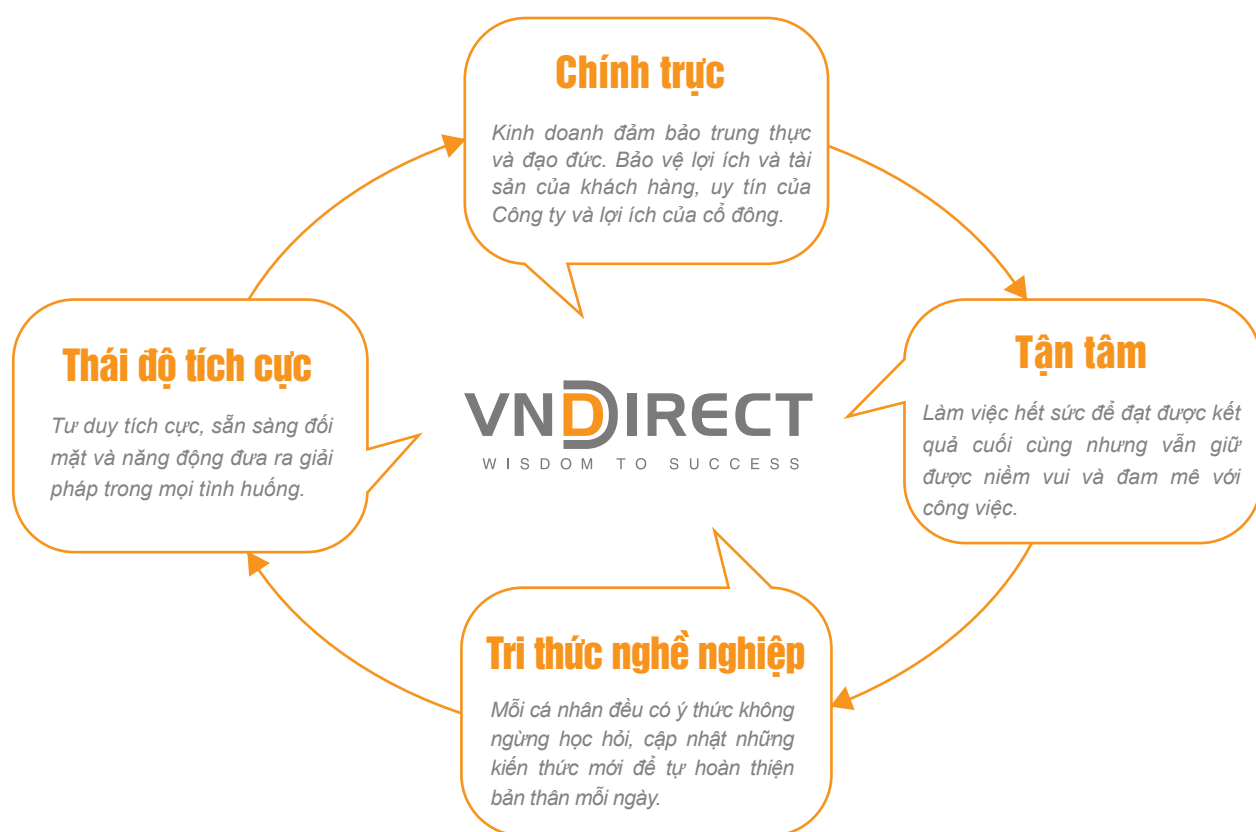 Chính trực
Kinh doanh đảm bảo trung thực
và đạo đức. Bảo vệ lợi ích và tài
sản của khách hàng, uy tín của
Công ty và lợi ích của cổ đông.
Thái độ tích cực
Tư duy tích cực, sẵn sàng đối
mặt và năng động đưa ra giải
pháp trong mọi tình huống.
VNDIRECT
WISDOM TO SUCCESS
Tận tâm
Làm việc hết sức để đạt được kết
quả cuối cùng nhưng vẫn giữ
được niềm vui và đam mê với
công việc.
Tri thức nghề nghiệp
Mỗi cá nhân đều có ý thức không
ngừng học hỏi, cập nhật những
kiến thức mới để tự hoàn thiện
bản thân mỗi ngày.